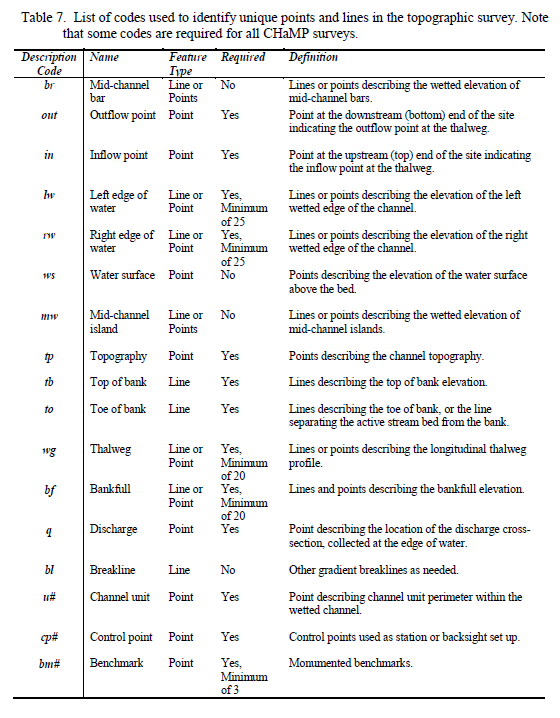 Table 7. List of codes used to identify unique points and lines in the topographic survey. Note
that some codes are required for all CHaMP surveys.
Description Name Feature Required Definition
Code Type
br Mid-channel Line or No Lines or points describing the wetted elevation of
bar Points mid-channel bars.
out Outflow point Point Yes Point at the downstream (bottom) end of the site
indicating the outflow point at the thalweg.
in Inflow point Point Yes Point at the upstream (top) end of the site indicating
the inflow point at the thalweg.
lw Left edge of Line or Yes, Lines or points describing the elevation of the left
water Point Minimum wetted edge of the channel.
of 25
rw Right edge of Line or Yes, Lines or points describing the elevation of the right
water Point Minimum wetted edge of the channel.
of 25
ws Water surface Point No Points describing the elevation of the water surface
above the bed.
mw Mid-channel Line or No Lines or points describing the wetted elevation of
island Points mid-channel islands.
tp Topography Point Yes Points describing the channel topography.
tb Top of bank Line Yes Lines describing the top of bank elevation.
to Toe of bank Line Yes Lines describing the toe of bank, or the line
separating the active stream bed from the bank.
wg Thalweg Line or Yes, Lines or points describing the longitudinal thalweg
Point Minimum profile.
of 20
bf Bankfull Line or Yes, Lines and points describing the bankfull elevation.
Point Minimum
of 20
q Discharge Point Yes Point describing the location of the discharge cross-
section, collected at the edge of water.
bl Breakline Line No Other gradient breaklines as needed.
u# Channel unit Point Yes Point describing channel unit perimeter within the
wetted channel.
cp# Control point Point Yes Control points used as station or backsight set up.
bm# Benchmark Point Yes, Monumented benchmarks.
Minimum
of 3